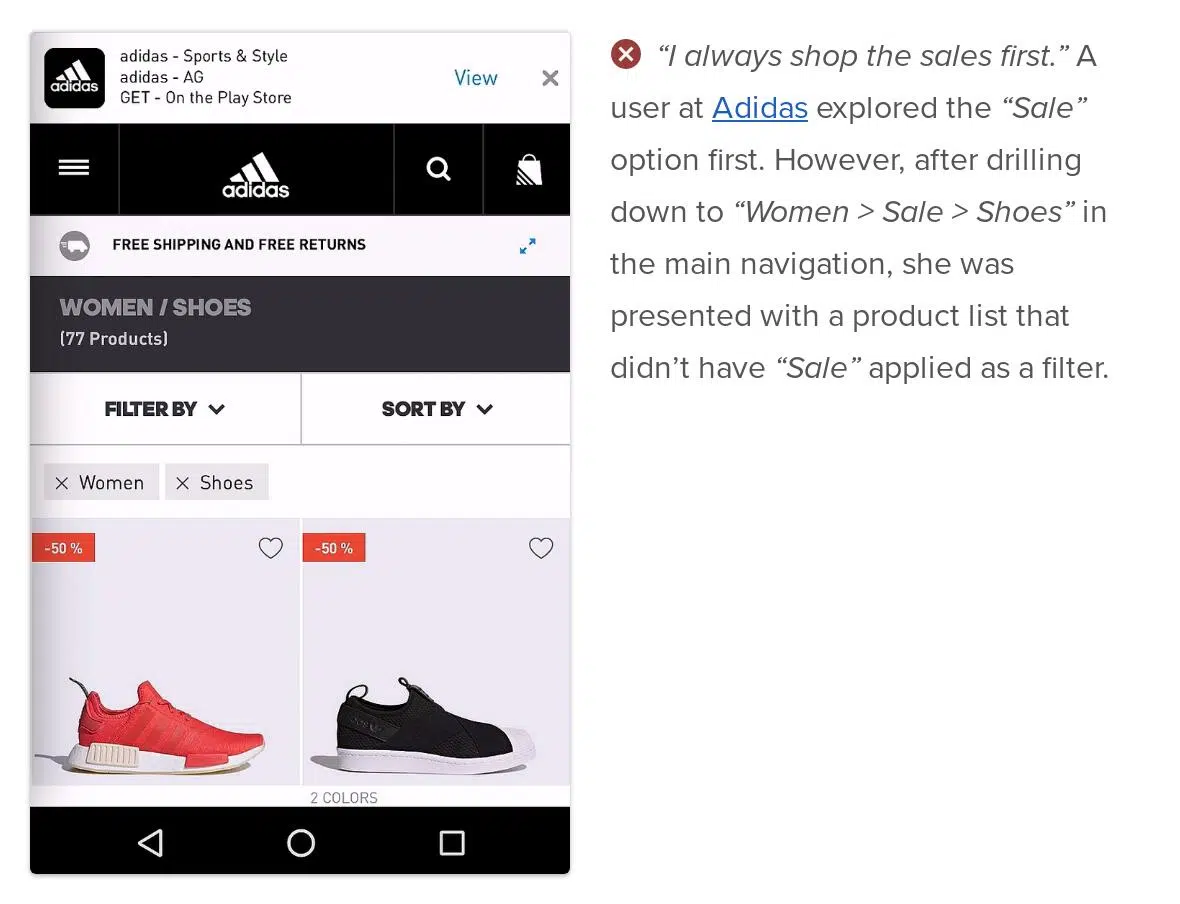 adidas - Sports & Style
adidas - AG
GET - On the Play Store
View
adidas
adidas
FREE SHIPPING AND FREE RETURNS
WOMEN / SHOES
(77 Products)
FILTER BY
SORT BY
Women
Shoes
-50 %
-50 %
2 COLORS
“I always shop the sales first.” A
user at Adidas explored the “Sale”
option first. However, after drilling
down to “Women > Sale > Shoes” in
the main navigation, she was
presented with a product list that
didn’t have “Sale” applied as a filter.